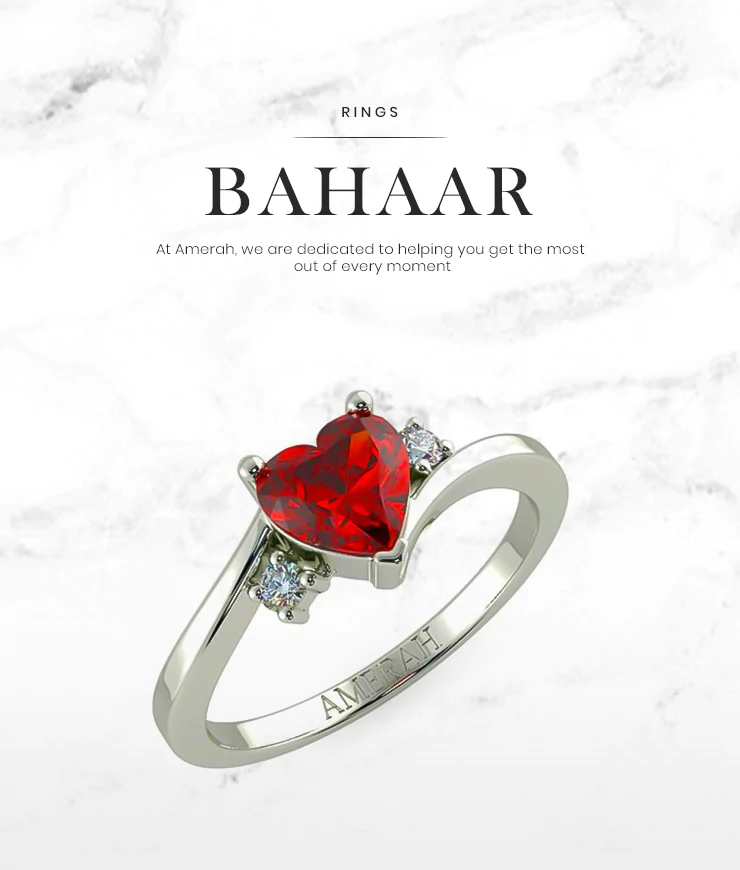 RINGS
BAHAAR
At Amerah, we are dedicated to helping you get the most
out of every moment
AMERAH